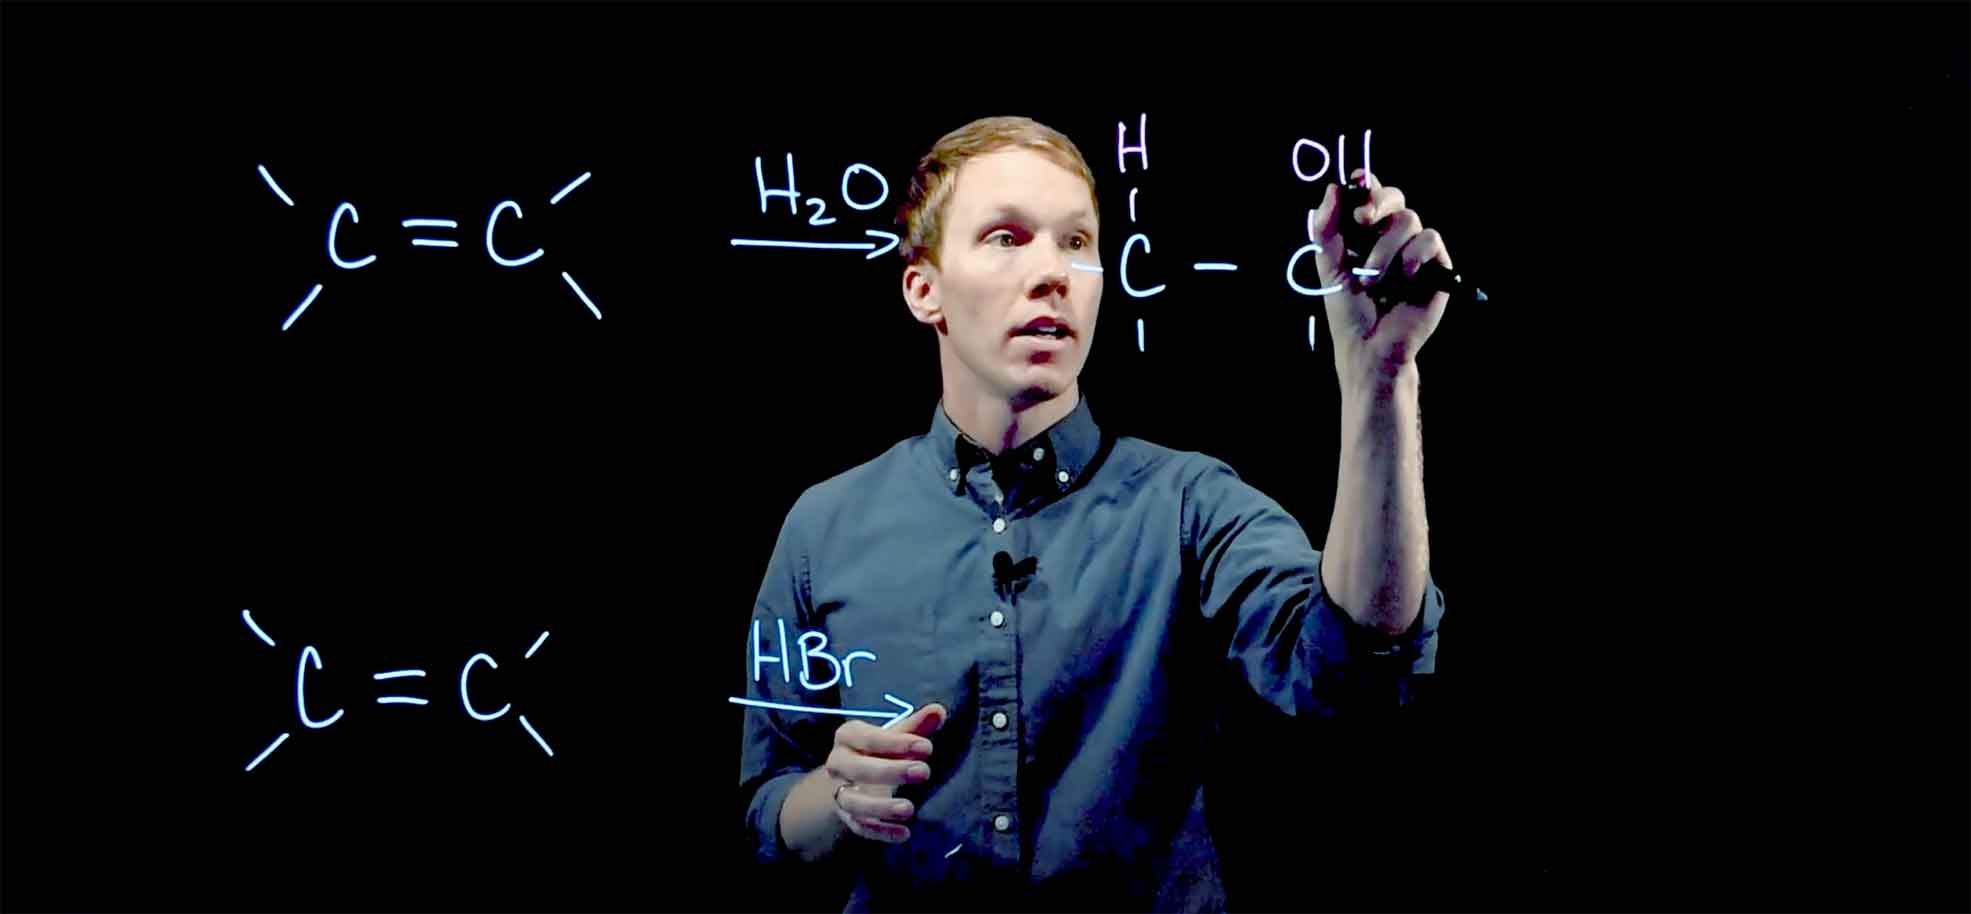 H OH
C = C H₂O → - C - C -
C = C HBr →